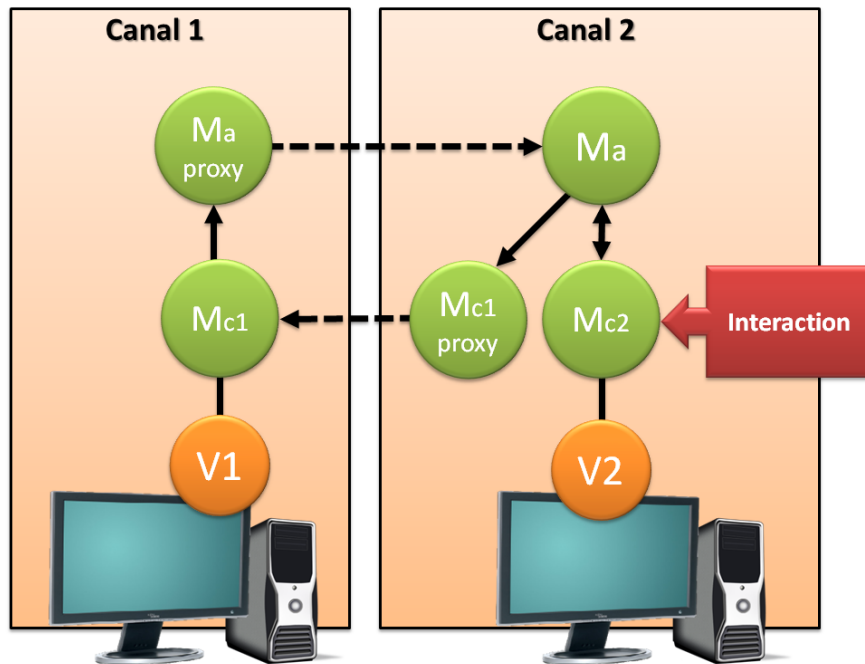 Canal 1
Canal 2
Ma
proxy
Ma
Mc1
Mc1
proxy
Mc2
Interaction
V1
V2